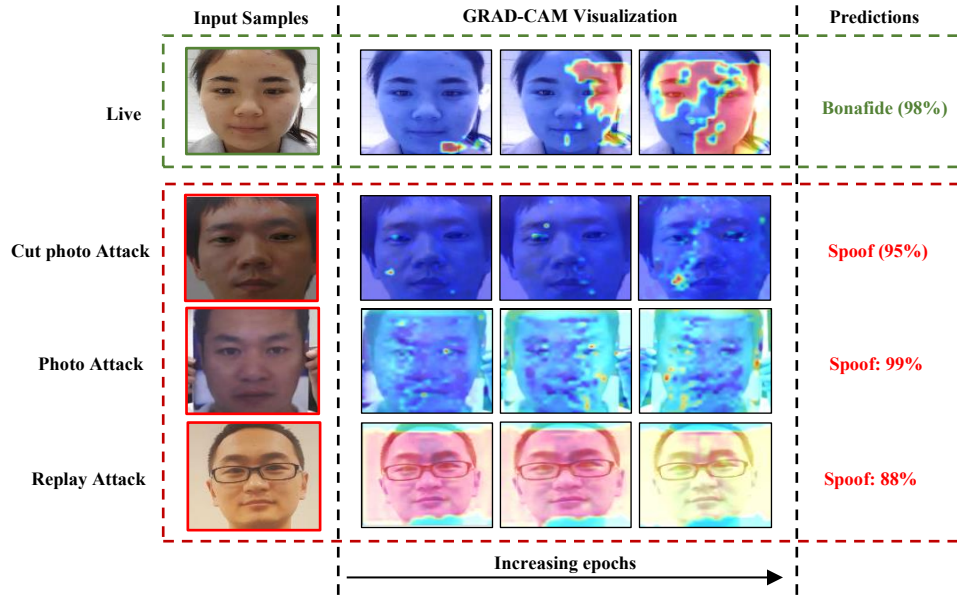 Input Samples
GRAD-CAM Visualization
Predictions
Live
Bonafide (98%)
Cut photo Attack
Spoof (95%)
Photo Attack
Spoof: 99%
Replay Attack
Spoof: 88%
Increasing epochs